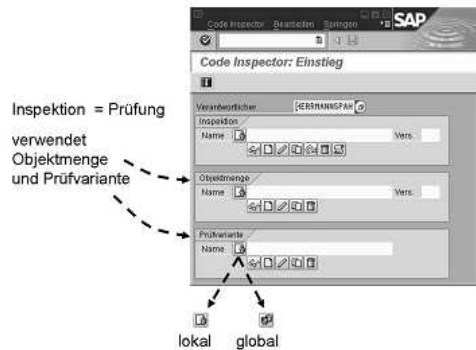 Code Inspector Bearbeiten Springen
SAP
Code Inspector: Einstieg
Verantwortlicher HERRMANNSPAH
Inspektion
Name Vers.
Objektmenge
Name Vers.
Prüfvariante
Name
Inspektion = Prüfung
verwendet
Objektmenge
und Prüfvariante
lokal global